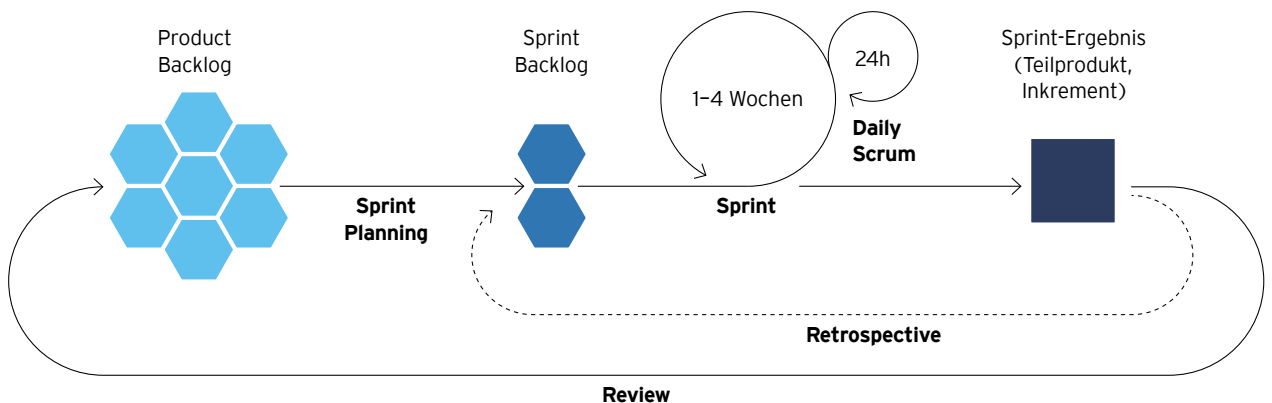 Product
Backlog
Sprint
Backlog
1–4 Wochen
24h
Sprint-Ergebnis
(Teilprodukt,
Inkrement)
Daily
Scrum
Sprint
Planning
Sprint
Retrospective
Review